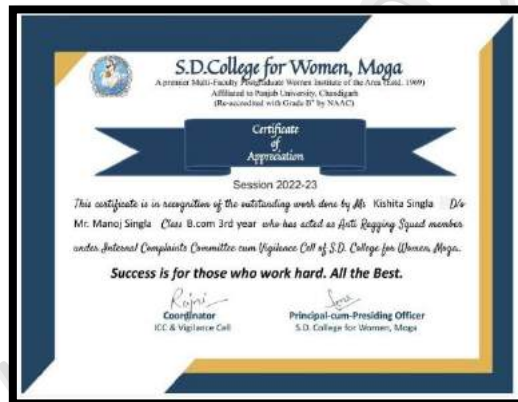 S.D.College for Women, Moga
A premier Multi-Faculty Postgraduate Women Institute of the Area (Estd. 1969)
Affiliated to Panjab University, Chandigarh
(Re-accredited with Grade B+ by NAAC)
Certificate
of
Appreciation
Session 2022-23
This certificate is in recognition of the outstanding work done by Ms Kishita Singla D/o
Mr. Manoj Singla Class B.com 3rd year who has acted as Anti Ragging Squad member
under Internal Complaints Committee cum Vigilance Cell of S.D. College for Women, Moga.
Success is for those who work hard. All the Best.
Rajni
Coordinator
ICC & Vigilance Cell
Principal-cum-Presiding Officer
S.D. College for Women, Moga